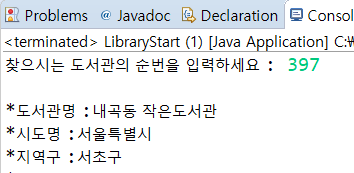 Problems @ Javadoc Declaration Consol
<terminated> LibraryStart (1) [Java Application] C:₩
찾으시는 도서관의 순번을 입력하세요 : 397
*도서관명 :내곡동 작은도서관
*시도명 :서울특별시
*지역구 :서초구